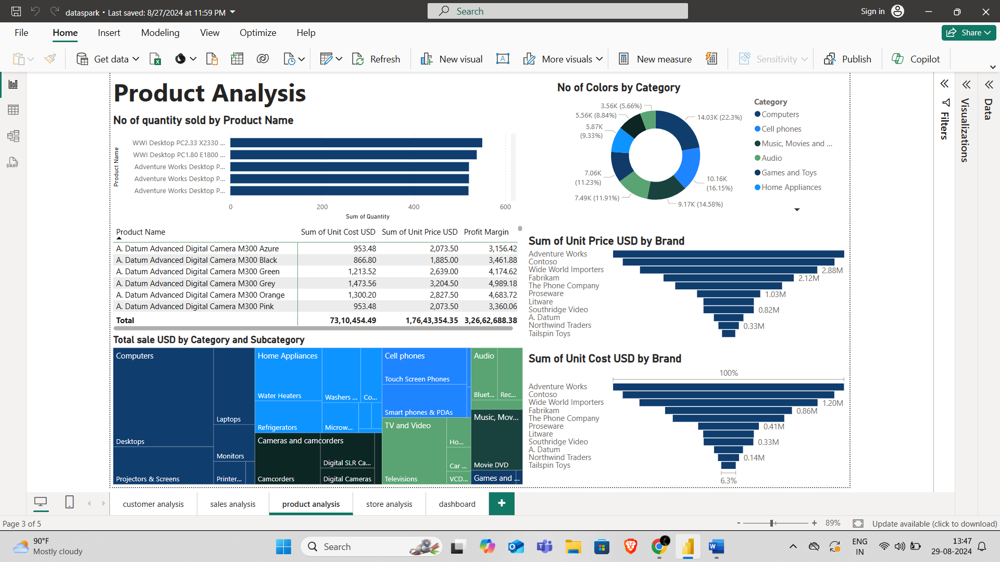 dataspark • Last saved: 8/27/2024 at 11:59 PM
Search
Sign in
File
Home
Insert
Modeling
View
Optimize
Help
Share
Get data
Refresh
New visual
More visuals
New measure
Sensitivity
Publish
Copilot
DAX
Product Analysis
No of quantity sold by Product Name
Product Name
WWI Desktop PC2.33 X2330 ...
WWI Desktop PC1.80 E1800 ...
Adventure Works Desktop P...
Adventure Works Desktop P...
Adventure Works Desktop P...
0
200
400
600
Sum of Quantity
No of Colors by Category
3.56K (5.66%)
5.56K (8.84%)
5.87K
(9.33%)
7.06K
(11.23%)
7.49K (11.91%)
14.03K (22.3%)
10.16K
(16.15%)
9.17K (14.58%)
Category
Computers
Cell phones
Music, Movies and ...
Audio
Games and Toys
Home Appliances
Filters
Visualizations
Data
Product Name Sum of Unit Cost USD Sum of Unit Price USD Profit Margin
A. Datum Advanced Digital Camera M300 Azure 953.48 2,073.50 3,156.42
A. Datum Advanced Digital Camera M300 Black 866.80 1,885.00 3,461.88
A. Datum Advanced Digital Camera M300 Green 1,213.52 2,639.00 4,174.62
A. Datum Advanced Digital Camera M300 Grey 1,473.56 3,204.50 4,989.18
A. Datum Advanced Digital Camera M300 Orange 1,300.20 2,827.50 4,683.72
A. Datum Advanced Digital Camera M300 Pink 953.48 2,073.50 3,360.06
Total 73,10,454.49 1,76,43,354.35 3,26,62,688.38
Sum of Unit Price USD by Brand
Adventure Works
Contoso
Wide World Importers 2.88M
Fabrikam 2.12M
The Phone Company
Proseware 1.03M
Litware
Southridge Video 0.82M
A. Datum
Northwind Traders 0.33M
Tailspin Toys
Total sale USD by Category and Subcategory
Computers
Desktops
Projectors & Screens
Laptops
Monitors
Printer...
Home Appliances
Water Heaters
Washers ...
Co...
Refrigerators
Microw...
Cameras and camcorders
Camcorders
Digital SLR Ca...
Digital Cameras
Cell phones
Touch Screen Phones
Smart phones & PDAs
TV and Video
Televisions
Ho...
Car ...
VCD...
Audio
Bluet...
Rec...
Music, Mov...
Movie DVD
Games and ...
Sum of Unit Cost USD by Brand
100%
Adventure Works
Contoso
Wide World Importers 1.20M
Fabrikam 0.86M
The Phone Company
Proseware 0.41M
Litware
Southridge Video 0.33M
A. Datum
Northwind Traders 0.14M
Tailspin Toys
6.3%
customer analysis
sales analysis
product analysis
store analysis
dashboard
+
Page 3 of 5
- + 89%
Update available (click to download)
90°F
Mostly cloudy
Search
ENG
IN
13:47
29-08-2024